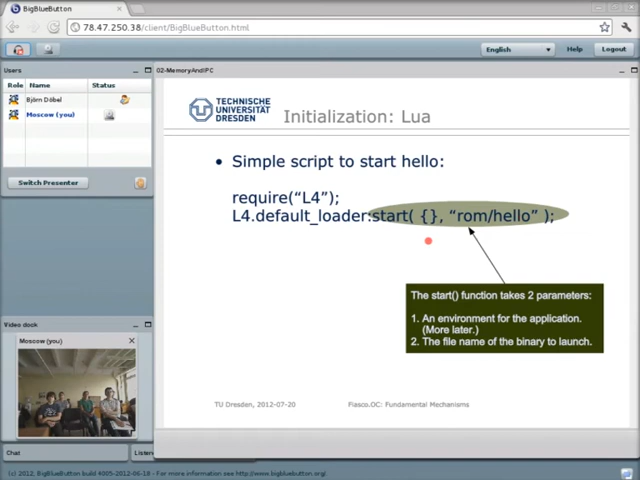 BigBlueButton
78.47.250.38/client/BigBlueButton.html
English
Help
Logout
Users
Role Name Status
Björn Döbel
Moscow (you)
Switch Presenter
02-MemoryAndIPC
TECHNISCHE
UNIVERSITÄT
DRESDEN
Initialization: Lua
• Simple script to start hello:
require(“L4”);
L4.default_loader:start( {}, “rom/hello” );
The start() function takes 2 parameters:
1. An environment for the application.
(More later.)
2. The file name of the binary to launch.
TU Dresden, 2012-07-20
Fiasco.OC: Fundamental Mechanisms
Video dock
Moscow (you)
Chat
(c) 2012, BigBlueButton build 4005-2012-06-19 - For more information see http://www.bigbluebutton.org/.